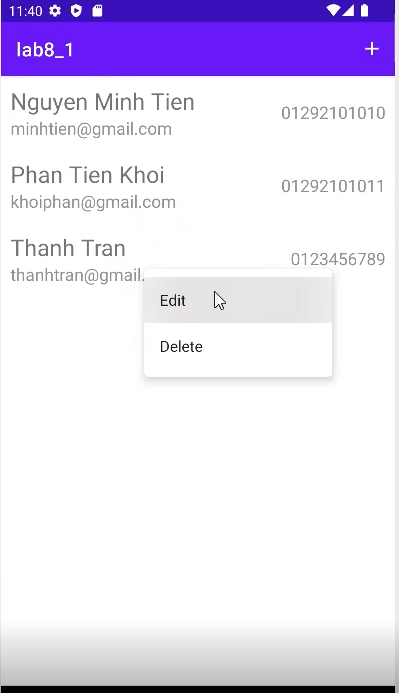 11:40
lab8_1 +
Nguyen Minh Tien
minhtien@gmail.com 01292101010
Phan Tien Khoi
khoiphan@gmail.com 01292101011
Thanh Tran
thanhtran@gmail. 0123456789
Edit
Delete